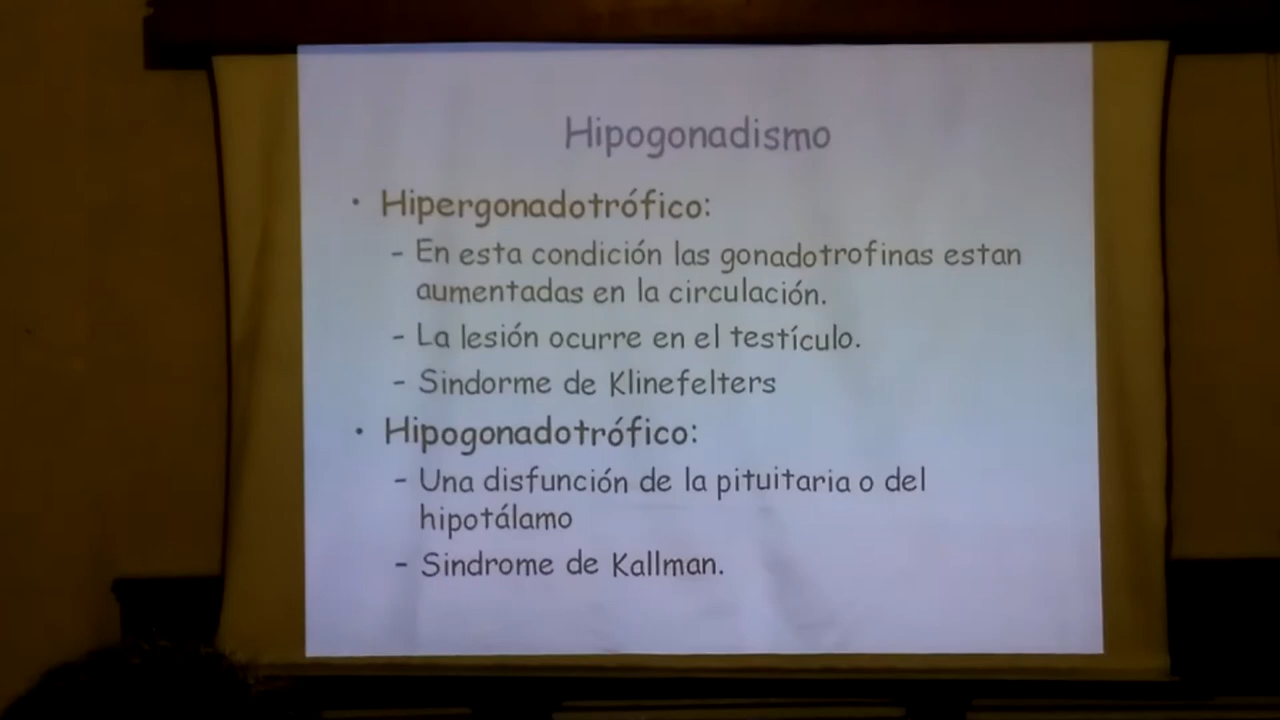 Hipogonadismo
• Hipergonadotrófico:
- En esta condición las gonadotrofinas estan
aumentadas en la circulación.
- La lesión ocurre en el testículo.
- Sindorme de Klinefelters
• Hipogonadotrófico:
- Una disfunción de la pituitaria o del
hipotálamo
- Sindrome de Kallman.